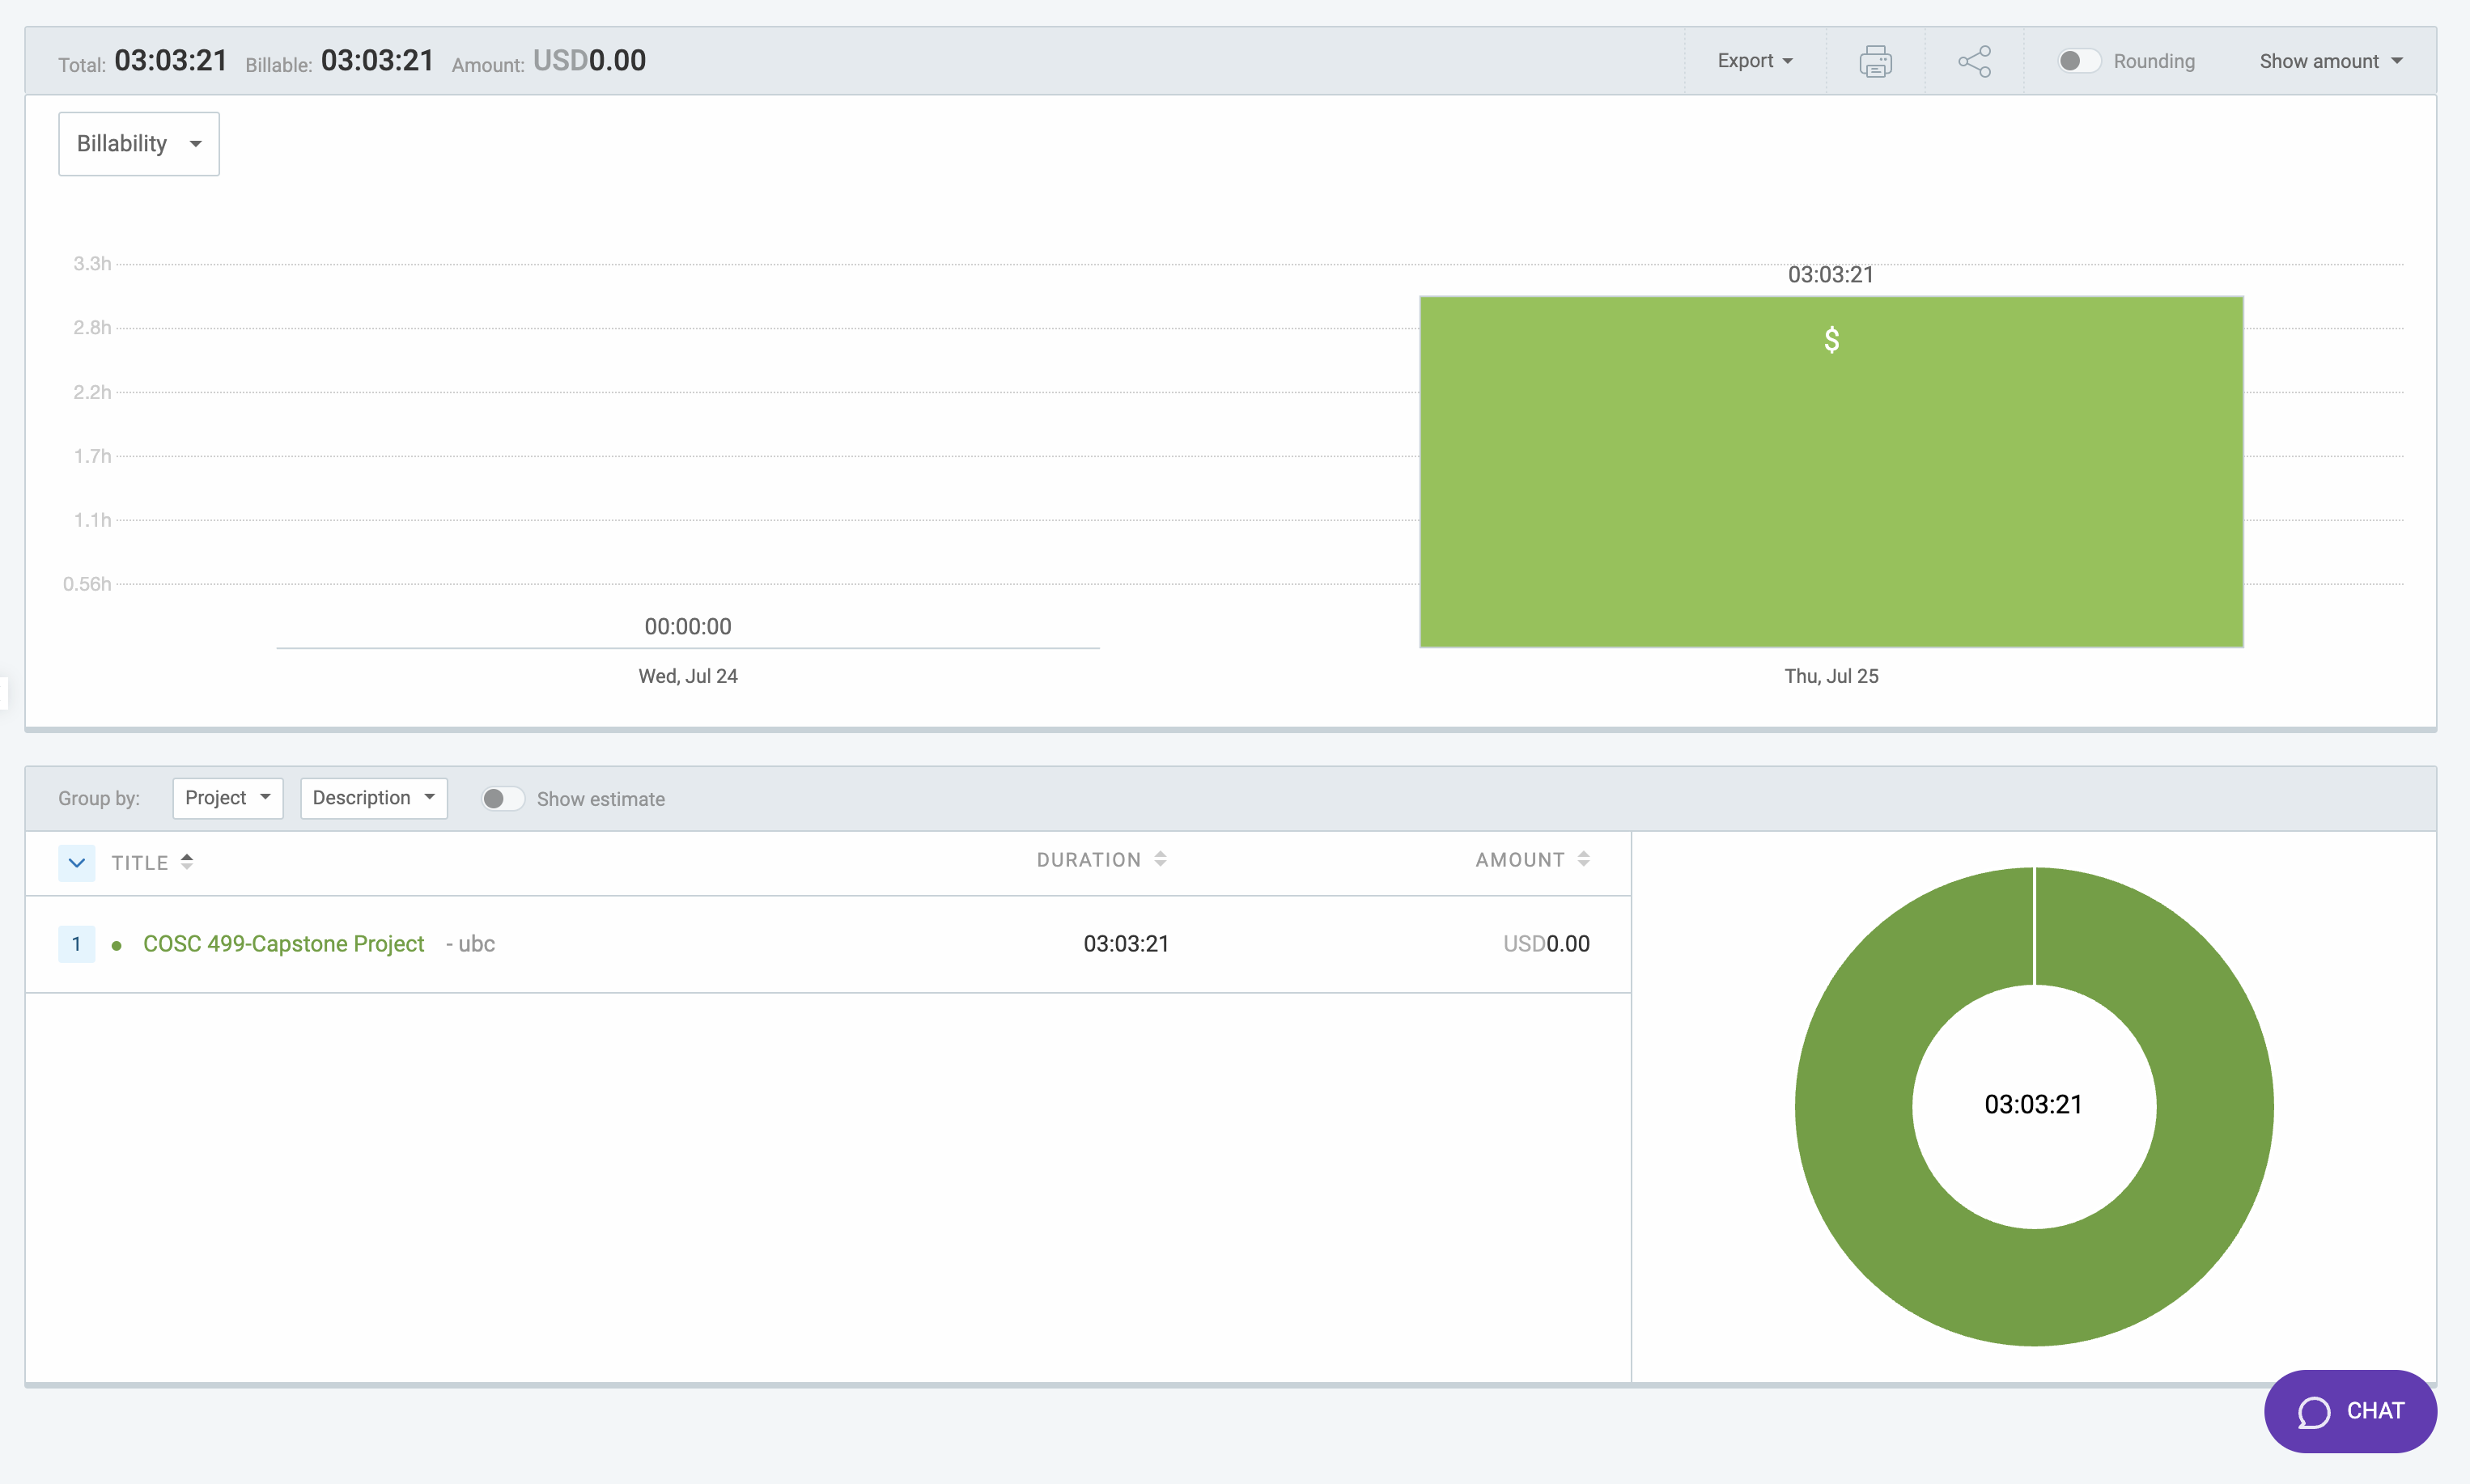 Total: 03:03:21 Billable: 03:03:21 Amount: USD0.00 Export Rounding Show amount
Billability
3.3h
03:03:21
2.8h
$
2.2h
1.7h
1.1h
0.56h
00:00:00
Wed, Jul 24 Thu, Jul 25
Group by: Project Description Show estimate
TITLE DURATION AMOUNT
1 COSC 499-Capstone Project - ubc 03:03:21 USD0.00
03:03:21
CHAT